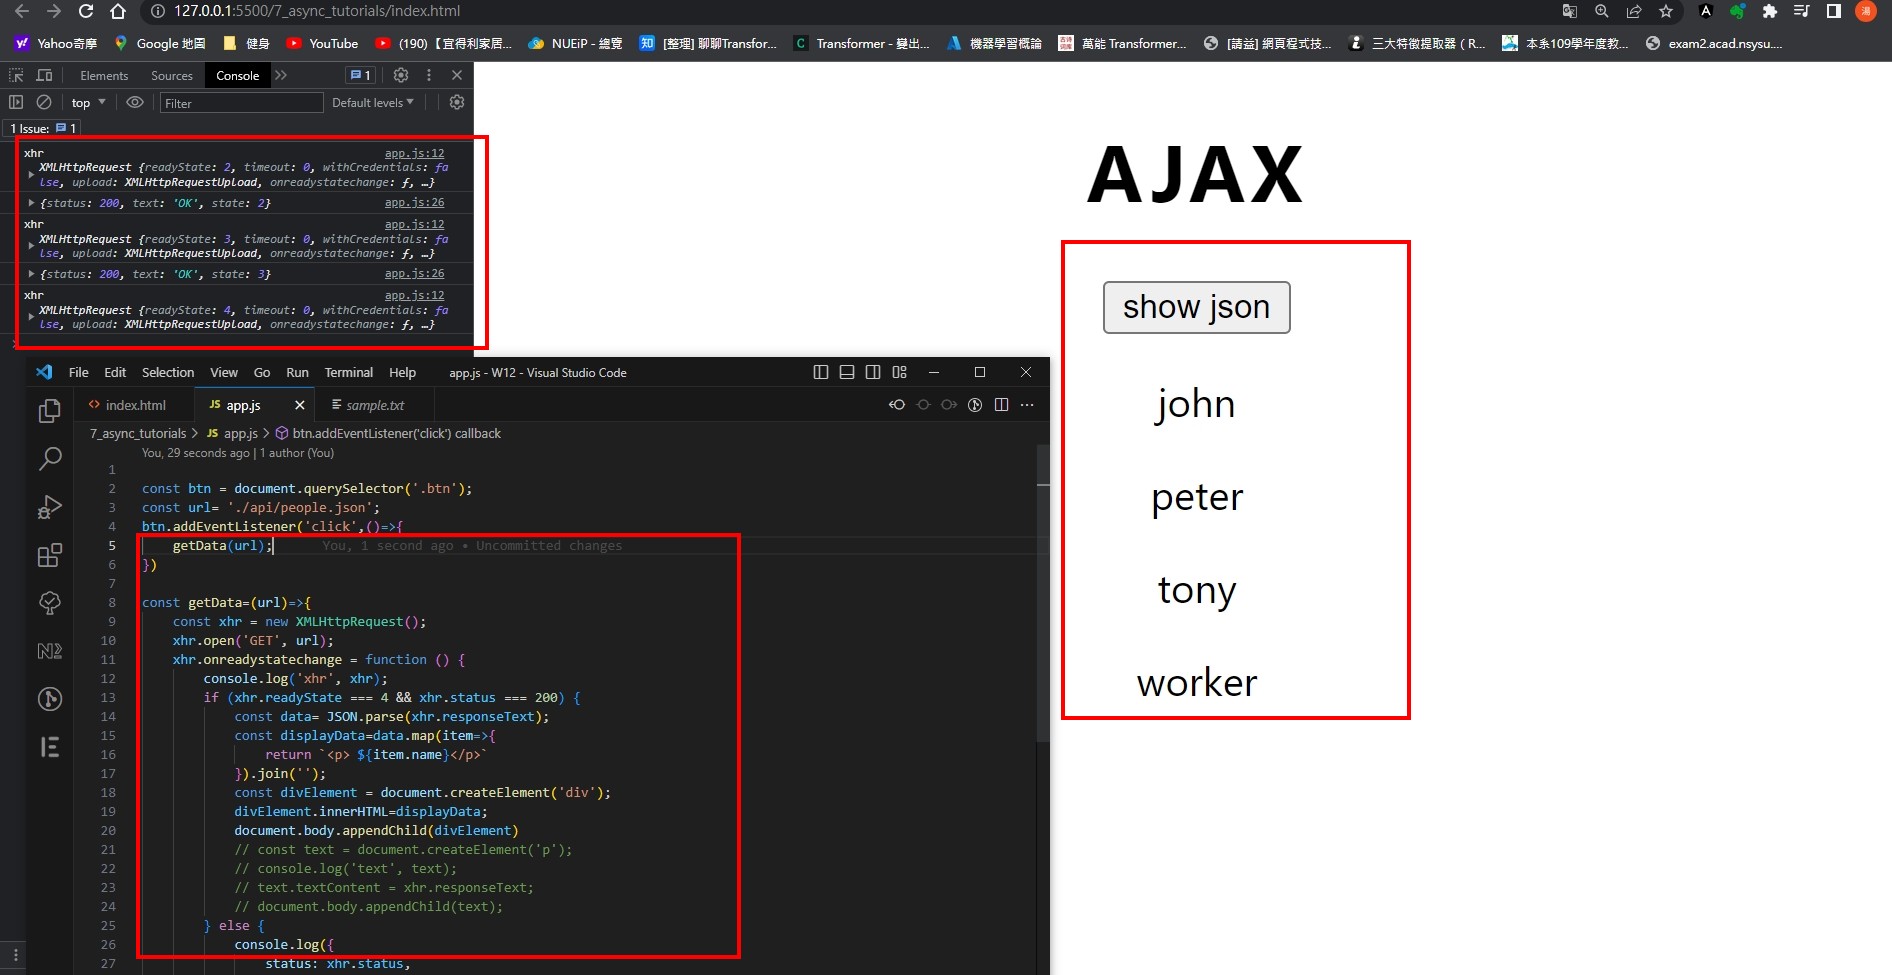 127.0.0.1:5500/7_async_tutorials/index.html
Yahoo奇摩 Google 地圖 健身 YouTube (190)【宜得利家居... NUEiP - 總覽 [整理] 聊聊Transfor... Transformer - 變出... 機器學習概論 萬能 Transformer... [請益] 網頁程式技... 三大特徵提取器（R... 本系109學年度教... exam2.acad.nsysu....
Elements Sources Console 1
top Filter Default levels
1 Issue: 1
xhr app.js:12
XMLHttpRequest {readyState: 2, timeout: 0, withCredentials: fa
lse, upload: XMLHttpRequestUpload, onreadystatechange: ƒ, …}
{status: 200, text: 'OK', state: 2} app.js:26
xhr app.js:12
XMLHttpRequest {readyState: 3, timeout: 0, withCredentials: fa
lse, upload: XMLHttpRequestUpload, onreadystatechange: ƒ, …}
{status: 200, text: 'OK', state: 3} app.js:26
xhr app.js:12
XMLHttpRequest {readyState: 4, timeout: 0, withCredentials: fa
lse, upload: XMLHttpRequestUpload, onreadystatechange: ƒ, …}
AJAX
show json
john
peter
tony
worker
File Edit Selection View Go Run Terminal Help app.js - W12 - Visual Studio Code
index.html JS app.js sample.txt
7_async_tutorials > JS app.js > btn.addEventListener('click') callback
You, 29 seconds ago | 1 author (You)
1
2 const btn = document.querySelector('.btn');
3 const url= './api/people.json';
4 btn.addEventListener('click',()=>{
5 getData(url); You, 1 second ago • Uncommitted changes
6 })
7
8 const getData=(url)=>{
9 const xhr = new XMLHttpRequest();
10 xhr.open('GET', url);
11 xhr.onreadystatechange = function () {
12 console.log('xhr', xhr);
13 if (xhr.readyState === 4 && xhr.status === 200) {
14 const data= JSON.parse(xhr.responseText);
15 const displayData=data.map(item=>{
16 return `<p> ${item.name}</p>`
17 }).join('');
18 const divElement = document.createElement('div');
19 divElement.innerHTML=displayData;
20 document.body.appendChild(divElement)
21 // const text = document.createElement('p');
22 // console.log('text', text);
23 // text.textContent = xhr.responseText;
24 // document.body.appendChild(text);
25 } else {
26 console.log({
27 status: xhr.status,